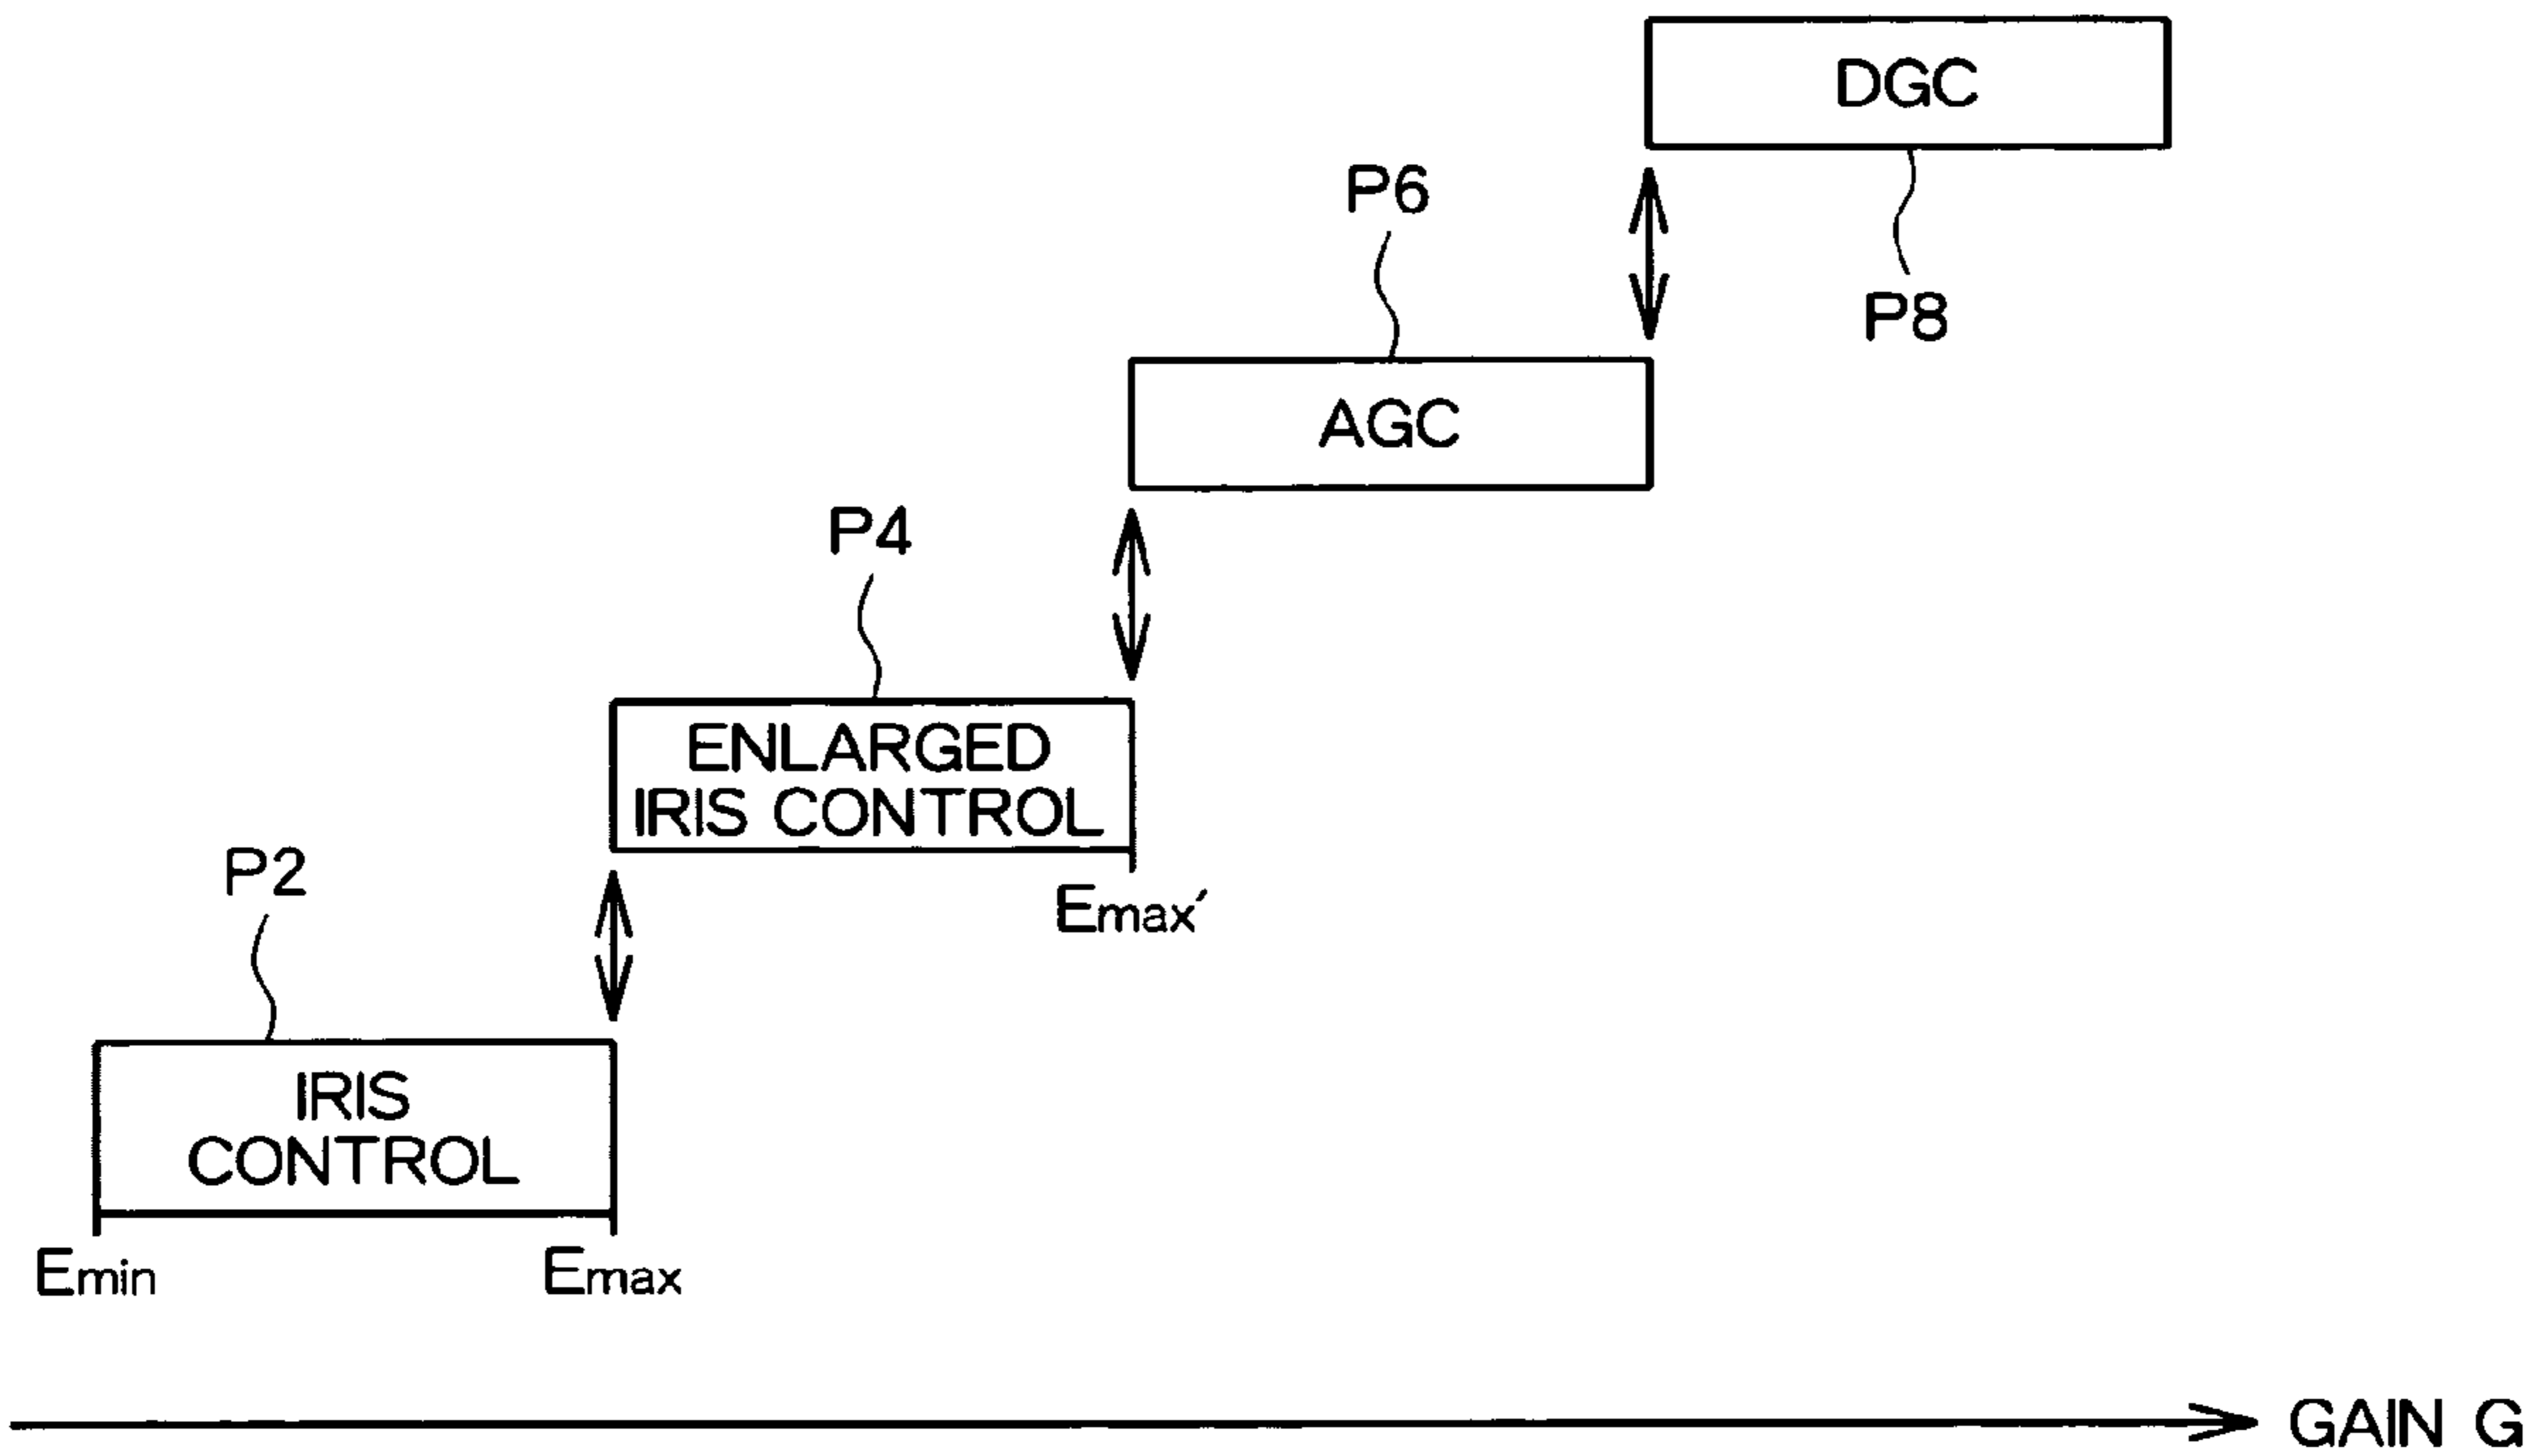 DGC
P6
P8
AGC
P4
ENLARGED
IRIS CONTROL
P2
Emax′
IRIS
CONTROL
Emin
Emax
GAIN G